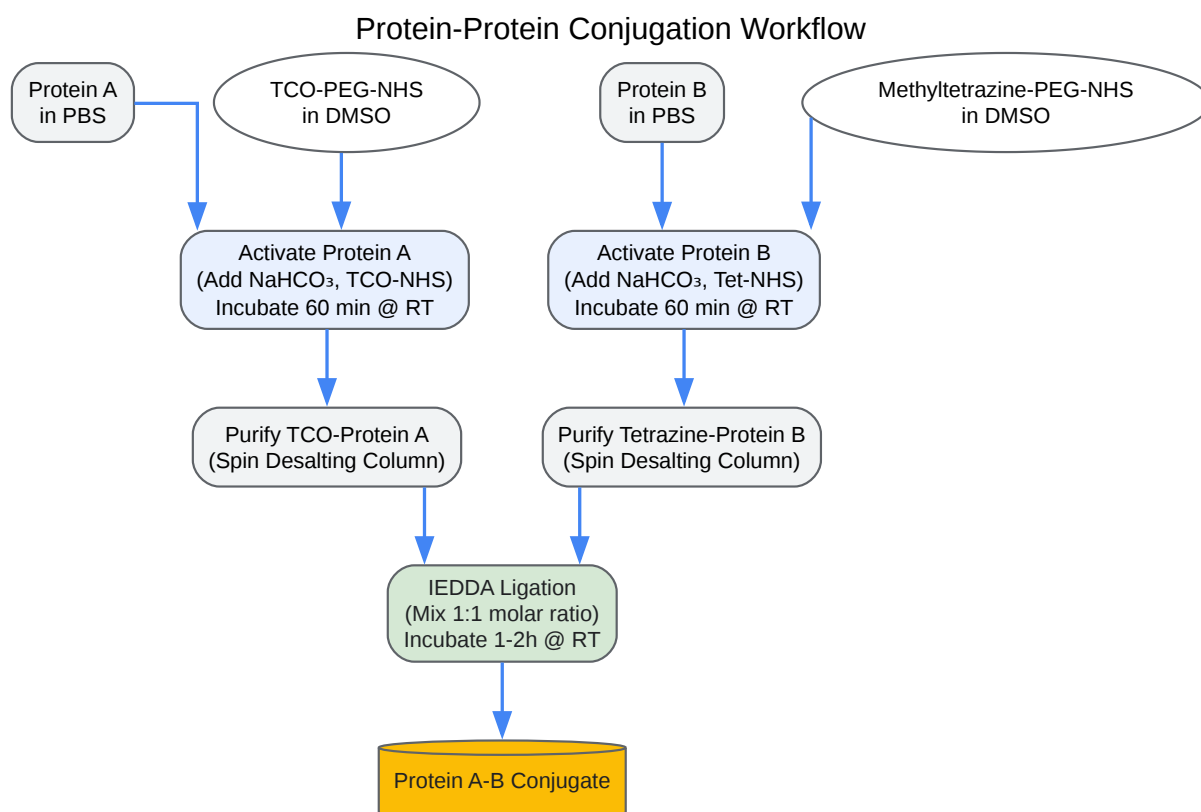 Protein-Protein Conjugation Workflow
Protein A
in PBS
TCO-PEG-NHS
in DMSO
Protein B
in PBS
Methyltetrazine-PEG-NHS
in DMSO
Activate Protein A
(Add NaHCO₃, TCO-NHS)
Incubate 60 min @ RT
Activate Protein B
(Add NaHCO₃, Tet-NHS)
Incubate 60 min @ RT
Purify TCO-Protein A
(Spin Desalting Column)
Purify Tetrazine-Protein B
(Spin Desalting Column)
IEDDA Ligation
(Mix 1:1 molar ratio)
Incubate 1-2h @ RT
Protein A-B Conjugate